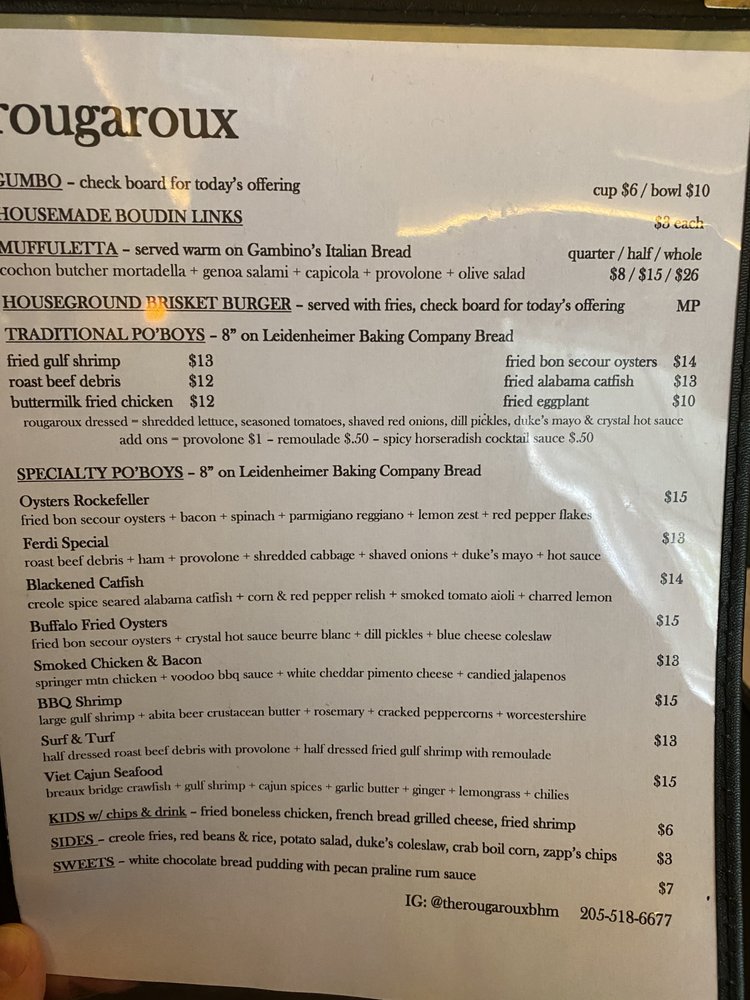 rougaroux
GUMBO – check board for today's offering cup $6 / bowl $10
HOUSEMADE BOUDIN LINKS $3 each
MUFFULETTA – served warm on Gambino's Italian Bread quarter / half / whole
cochon butcher mortadella + genoa salami + capicola + provolone + olive salad $8 / $15 / $26
HOUSEGROUND BRISKET BURGER – served with fries, check board for today's offering MP
TRADITIONAL PO'BOYS – 8" on Leidenheimer Baking Company Bread
fried gulf shrimp $13 fried bon secour oysters $14
roast beef debris $12 fried alabama catfish $13
buttermilk fried chicken $12 fried eggplant $10
rougaroux dressed = shredded lettuce, seasoned tomatoes, shaved red onions, dill pickles, duke's mayo & crystal hot sauce
add ons = provolone $1 – remoulade $.50 – spicy horseradish cocktail sauce $.50
SPECIALTY PO'BOYS – 8" on Leidenheimer Baking Company Bread
Oysters Rockefeller $15
fried bon secour oysters + bacon + spinach + parmigiano reggiano + lemon zest + red pepper flakes
Ferdi Special $13
roast beef debris + ham + provolone + shredded cabbage + shaved onions + duke's mayo + hot sauce
Blackened Catfish $14
creole spice seared alabama catfish + corn & red pepper relish + smoked tomato aioli + charred lemon
Buffalo Fried Oysters $15
fried bon secour oysters + crystal hot sauce beurre blanc + dill pickles + blue cheese coleslaw
Smoked Chicken & Bacon $13
springer mtn chicken + voodoo bbq sauce + white cheddar pimento cheese + candied jalapenos
BBQ Shrimp $15
large gulf shrimp + abita beer crustacean butter + rosemary + cracked peppercorns + worcestershire
Surf & Turf $13
half dressed roast beef debris with provolone + half dressed fried gulf shrimp with remoulade
Viet Cajun Seafood $15
breaux bridge crawfish + gulf shrimp + cajun spices + garlic butter + ginger + lemongrass + chilies
KIDS w/ chips & drink – fried boneless chicken, french bread grilled cheese, fried shrimp $6
SIDES – creole fries, red beans & rice, potato salad, duke's coleslaw, crab boil corn, zapp's chips $3
SWEETS – white chocolate bread pudding with pecan praline rum sauce $7
IG: @therougarouxbhm 205-518-6677